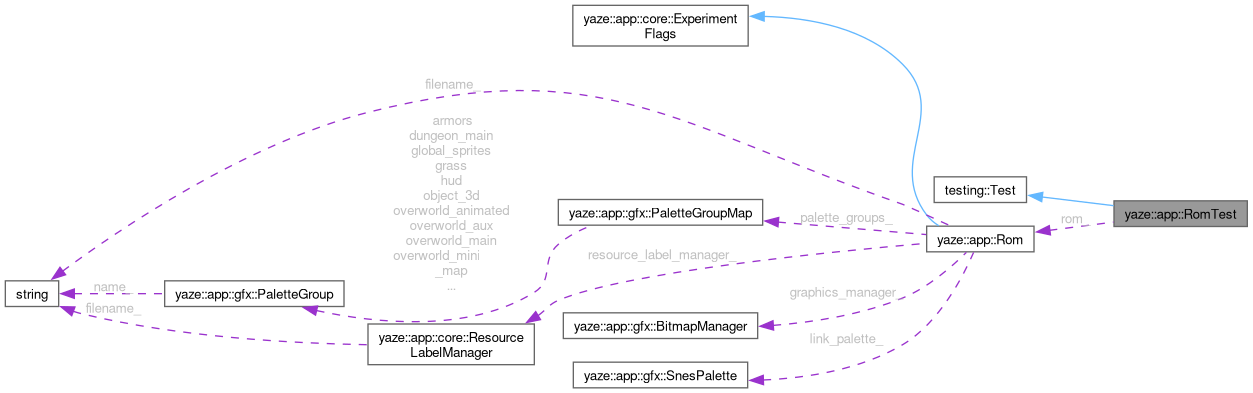 yaze::app::core::Experiment
Flags
filename_
armors
dungeon_main
global_sprites
grass
hud
object_3d
overworld_animated
overworld_aux
overworld_main
overworld_mini
_map
...
testing::Test
yaze::app::RomTest
yaze::app::gfx::PaletteGroupMap
palette_groups_
rom_
yaze::app::Rom
resource_label_manager_
string
name_
yaze::app::gfx::PaletteGroup
graphics_manager_
filename_
yaze::app::core::Resource
LabelManager
yaze::app::gfx::BitmapManager
link_palette_
yaze::app::gfx::SnesPalette